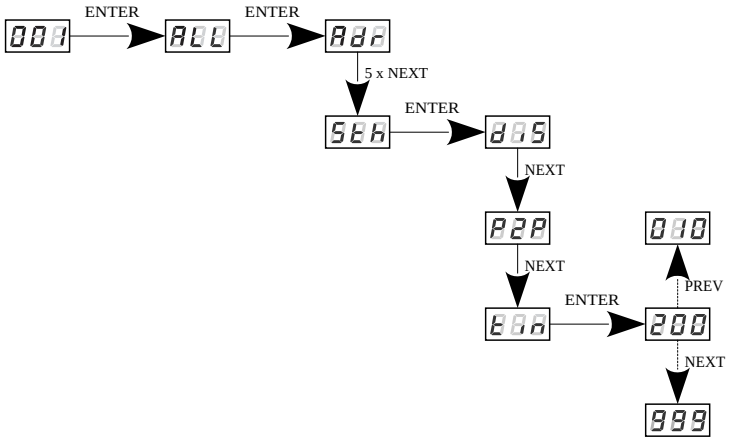 ENTER
ENTER
001
ALL
Adr
5 x NEXT
ENTER
Sth
diS
NEXT
P2P
010
NEXT
PREV
ENTER
tin
200
NEXT
999